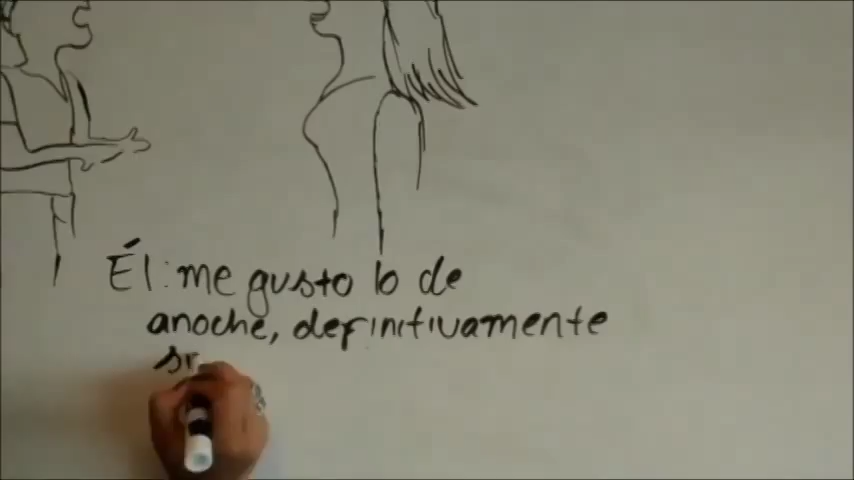 Él: me gusto lo de
anoche, definitivamente